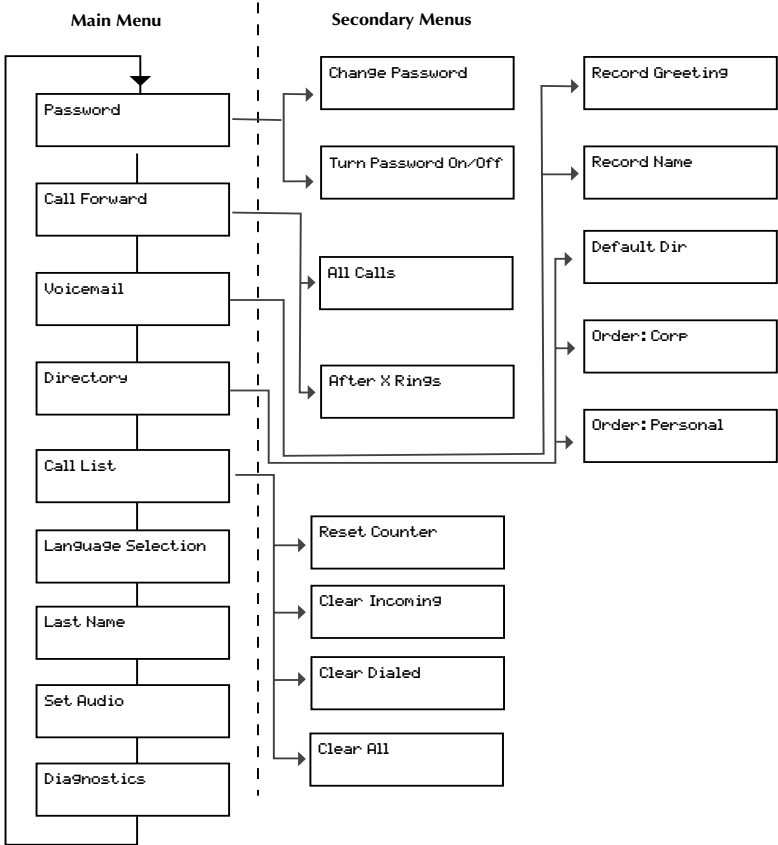 Main Menu
Secondary Menus
Password
Call Forward
Voicemail
Directory
Call List
Language Selection
Last Name
Set Audio
Diagnostics
Change Password
Turn Password On/Off
All Calls
After X Rings
Reset Counter
Clear Incoming
Clear Dialed
Clear All
Record Greeting
Record Name
Default Dir
Order: Corp
Order: Personal